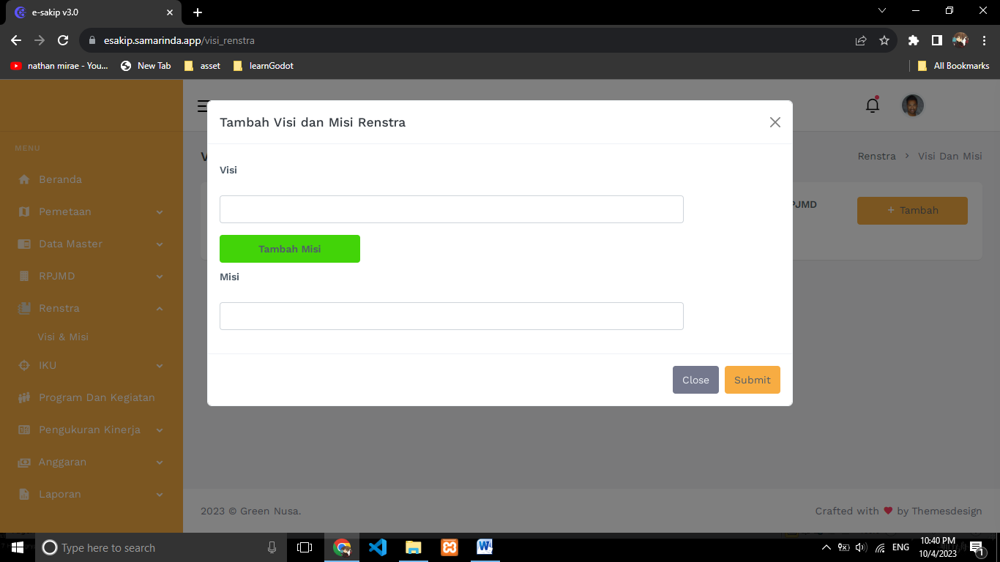 e-sakip v3.0
esakip.samarinda.app/visi_renstra
nathan mirae - You...
New Tab
asset
learnGodot
All Bookmarks
Tambah Visi dan Misi Renstra
MENU
V
Renstra > Visi Dan Misi
Visi
Beranda
PJMD
+ Tambah
Pemetaan
Data Master
Tambah Misi
RPJMD
Misi
Renstra
Visi & Misi
IKU
Close
Submit
Program Dan Kegiatan
Pengukuran Kinerja
Anggaran
Laporan
2023 © Green Nusa.
Crafted with ♥ by Themesdesign
Type here to search
ENG
10:40 PM
10/4/2023
1